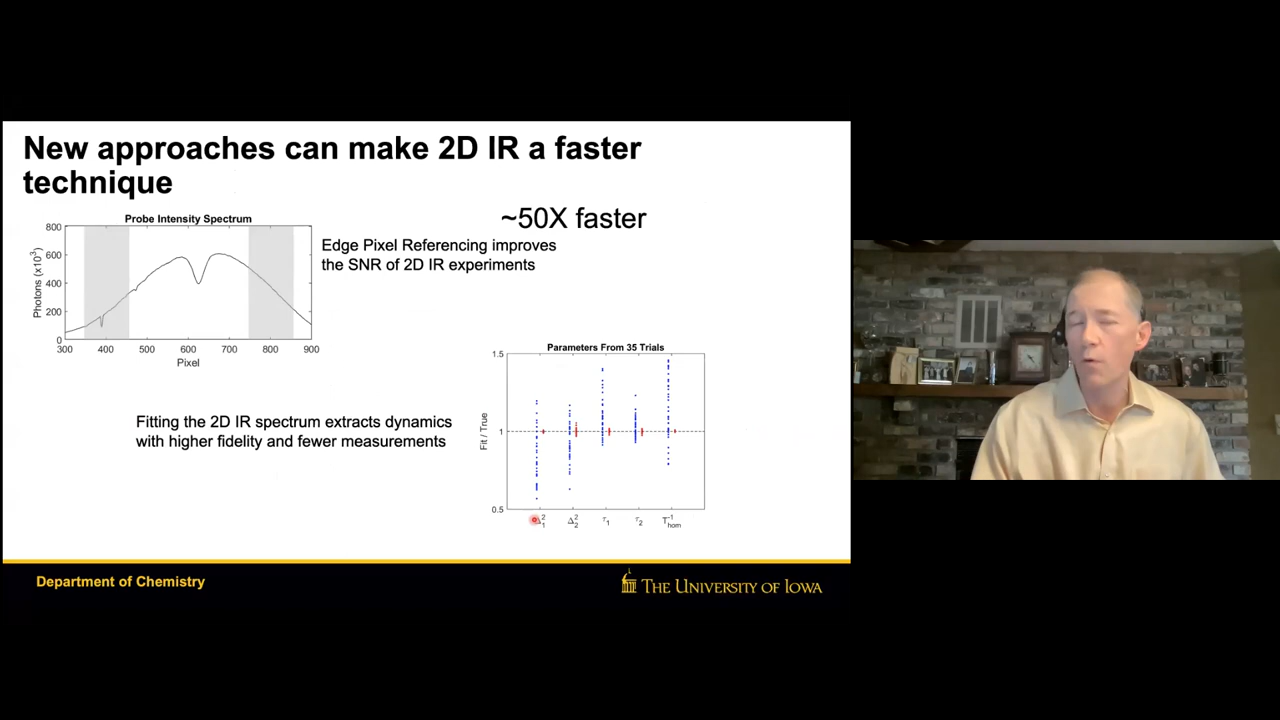 New approaches can make 2D IR a faster
technique
~50X faster
Probe Intensity Spectrum
Edge Pixel Referencing improves
the SNR of 2D IR experiments
Photons (x10³)
800
600
400
200
0
300 400 500 600 700 800 900
Pixel
Parameters From 35 Trials
Fit / True
1.5
1
0.5
Δ₁² Δ₂² τ₁ τ₂ T⁻¹hom
Fitting the 2D IR spectrum extracts dynamics
with higher fidelity and fewer measurements
Department of Chemistry
THE UNIVERSITY OF IOWA